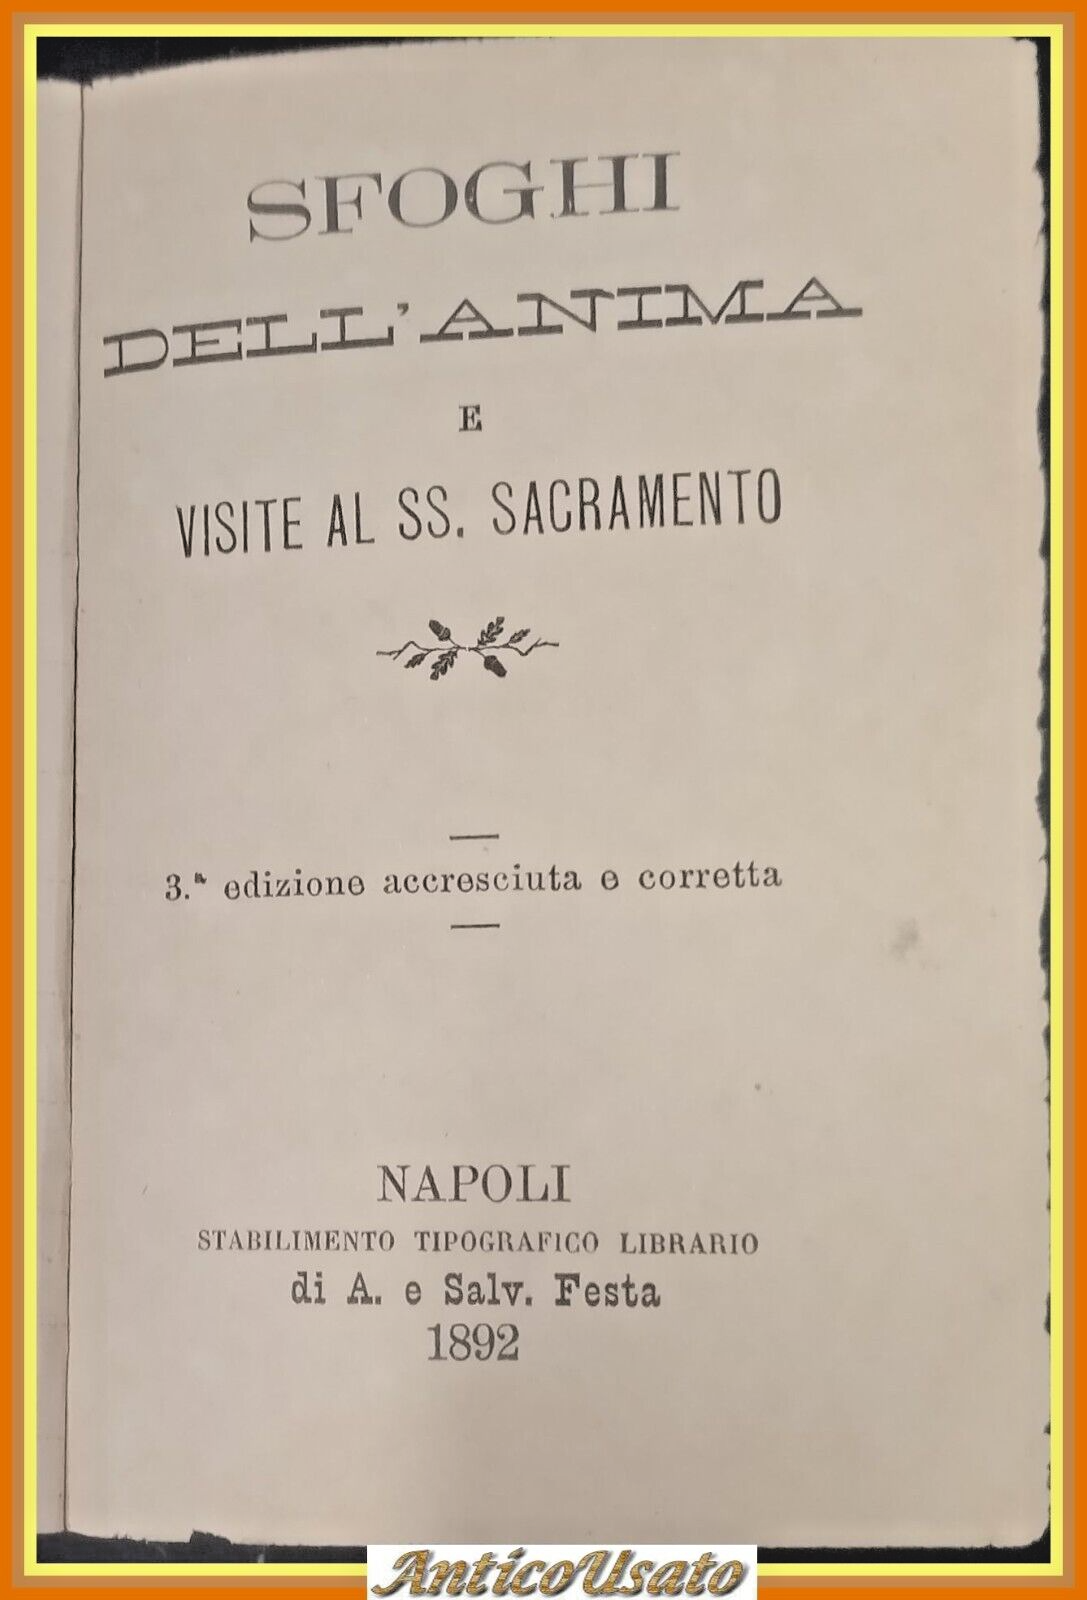 SFOGHI
DELL'ANIMA
E
VISITE AL SS. SACRAMENTO
3.ª edizione accresciuta e corretta
NAPOLI
STABILIMENTO TIPOGRAFICO LIBRARIO
di A. e Salv. Festa
1892
AnticoUsato